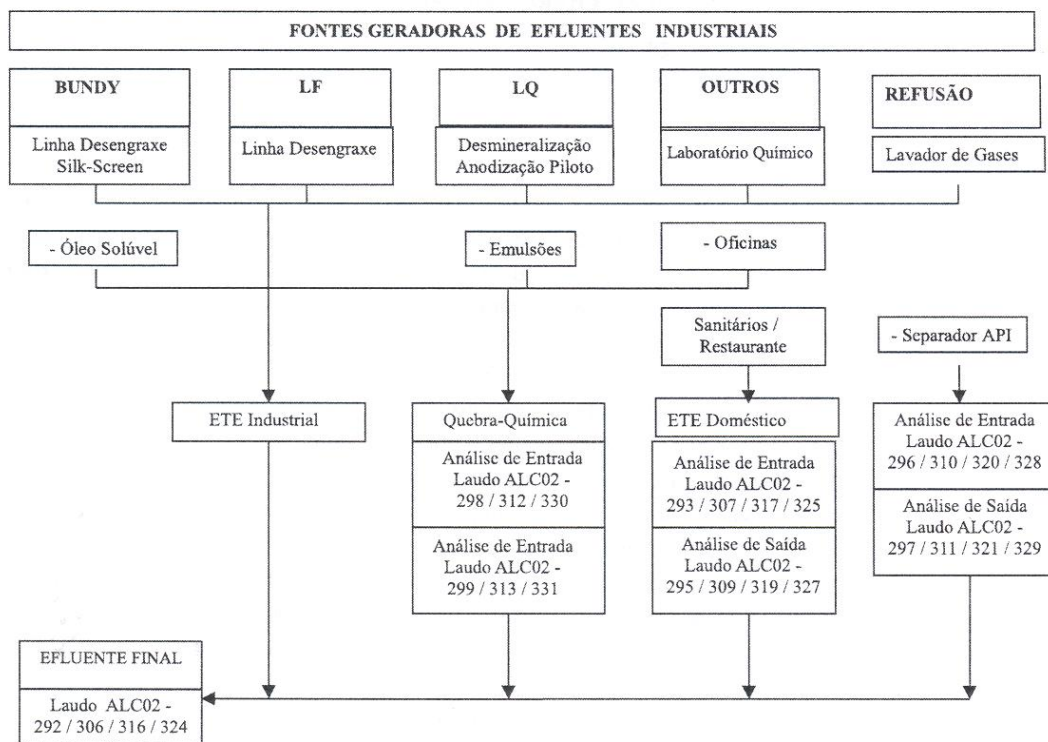 FONTES GERADORAS DE EFLUENTES INDUSTRIAIS
BUNDY
Linha Desengraxe
Silk-Screen
LF
Linha Desengraxe
LQ
Desmineralização
Anodização Piloto
OUTROS
Laboratório Químico
REFUSÃO
Lavador de Gases
- Óleo Solúvel
- Emulsões
- Oficinas
Sanitários /
Restaurante
- Separador API
ETE Industrial
Quebra-Química
Análise de Entrada
Laudo ALC02 -
298 / 312 / 330
Análise de Entrada
Laudo ALC02 -
299 / 313 / 331
ETE Doméstico
Análise de Entrada
Laudo ALC02 -
293 / 307 / 317 / 325
Análise de Saída
Laudo ALC02 -
295 / 309 / 319 / 327
Análise de Entrada
Laudo ALC02 -
296 / 310 / 320 / 328
Análise de Saída
Laudo ALC02 -
297 / 311 / 321 / 329
EFLUENTE FINAL
Laudo ALC02 -
292 / 306 / 316 / 324